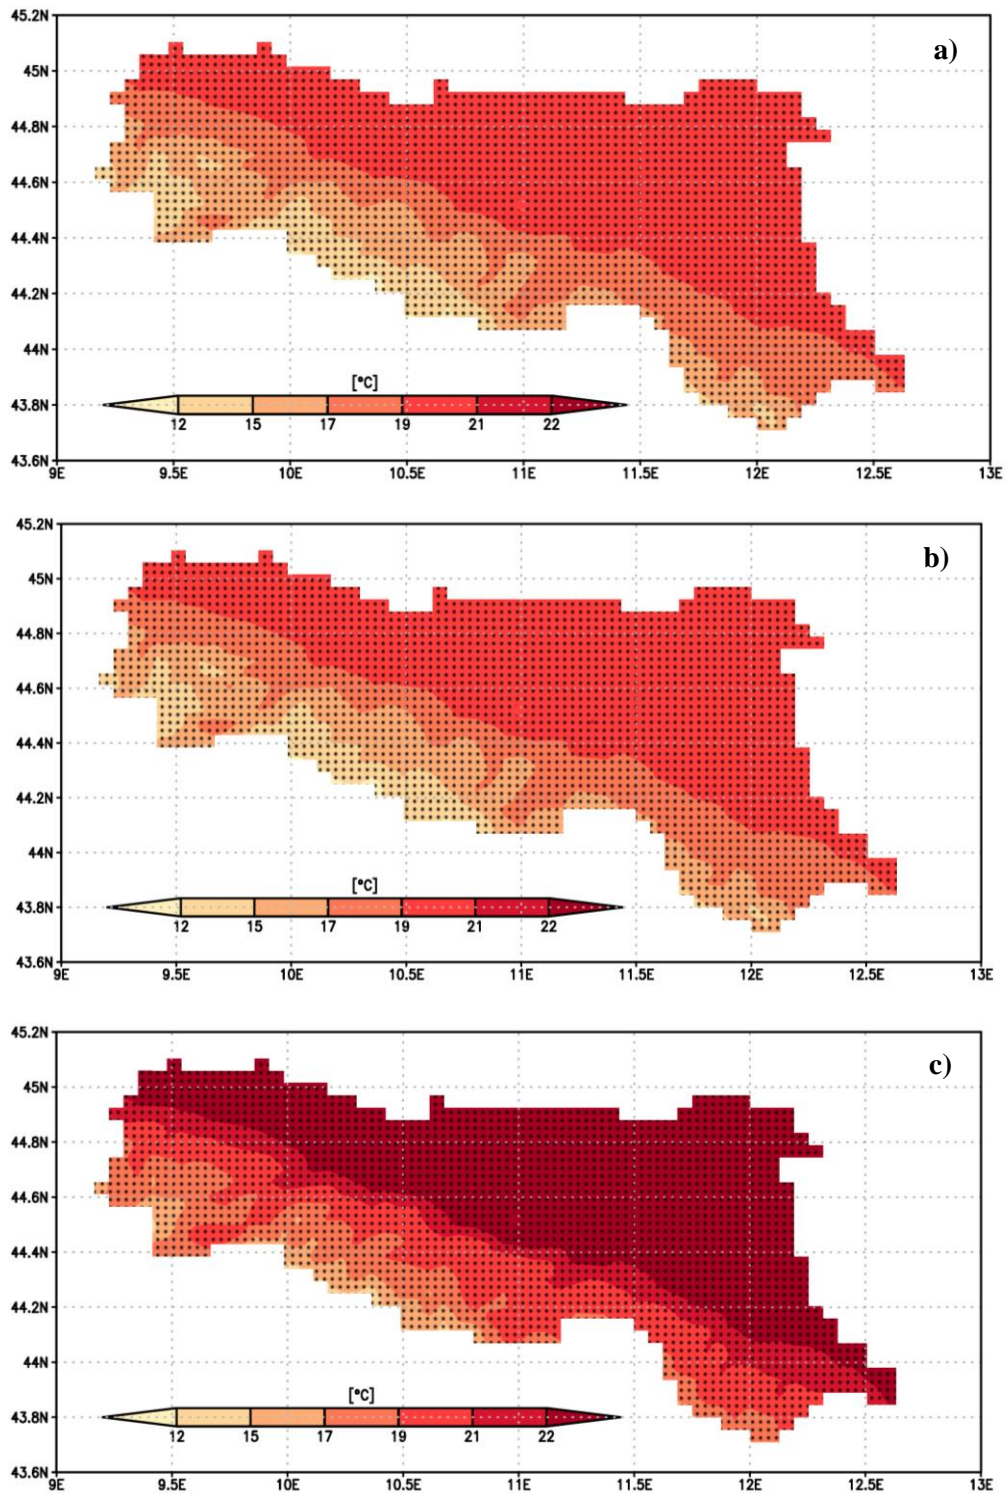 45.2N
a)
45N
44.8N
44.6N
44.4N
44.2N
44N
[°C]
43.8N
12 15 17 19 21 22
43.6N
9E 9.5E 10E 10.5E 11E 11.5E 12E 12.5E 13E
45.2N
b)
45N
44.8N
44.6N
44.4N
44.2N
44N
[°C]
43.8N
12 15 17 19 21 22
43.6N
9E 9.5E 10E 10.5E 11E 11.5E 12E 12.5E 13E
45.2N
c)
45N
44.8N
44.6N
44.4N
44.2N
44N
[°C]
43.8N
12 15 17 19 21 22
43.6N
9E 9.5E 10E 10.5E 11E 11.5E 12E 12.5E 13E